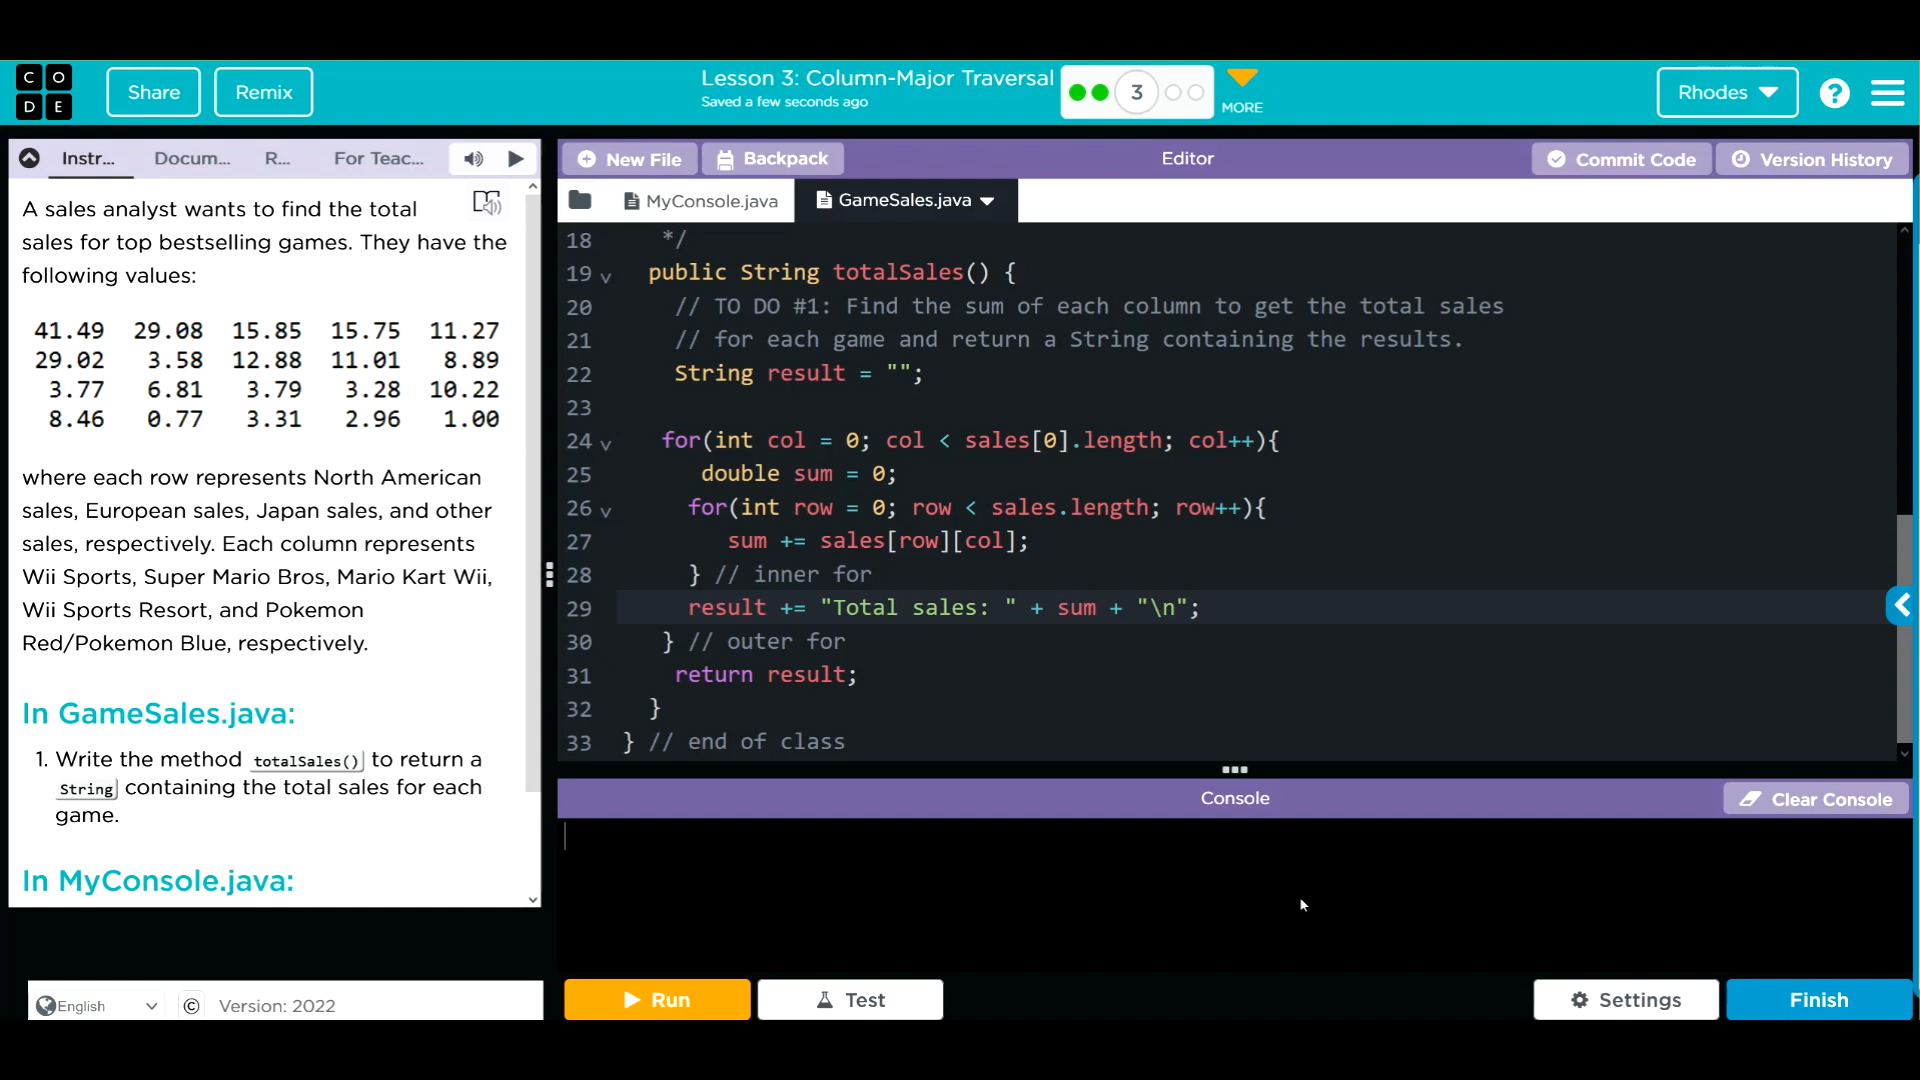 C O
D E
Share
Remix
Lesson 3: Column-Major Traversal
Saved a few seconds ago
3
MORE
Rhodes
?
Instr...
Docum...
R...
For Teac...
New File
Backpack
Editor
Commit Code
Version History
MyConsole.java
GameSales.java
A sales analyst wants to find the total
sales for top bestselling games. They have the
following values:
41.49 29.08 15.85 15.75 11.27
29.02 3.58 12.88 11.01 8.89
3.77 6.81 3.79 3.28 10.22
8.46 0.77 3.31 2.96 1.00
where each row represents North American
sales, European sales, Japan sales, and other
sales, respectively. Each column represents
Wii Sports, Super Mario Bros, Mario Kart Wii,
Wii Sports Resort, and Pokemon
Red/Pokemon Blue, respectively.
In GameSales.java:
1. Write the method totalSales() to return a
String containing the total sales for each
game.
In MyConsole.java:
18 */
19 public String totalSales() {
20 // TO DO #1: Find the sum of each column to get the total sales
21 // for each game and return a String containing the results.
22 String result = "";
23
24 for(int col = 0; col < sales[0].length; col++){
25 double sum = 0;
26 for(int row = 0; row < sales.length; row++){
27 sum += sales[row][col];
28 } // inner for
29 result += "Total sales: " + sum + "\n";
30 } // outer for
31 return result;
32 }
33 } // end of class
Console
Clear Console
English
©
Version: 2022
Run
Test
Settings
Finish